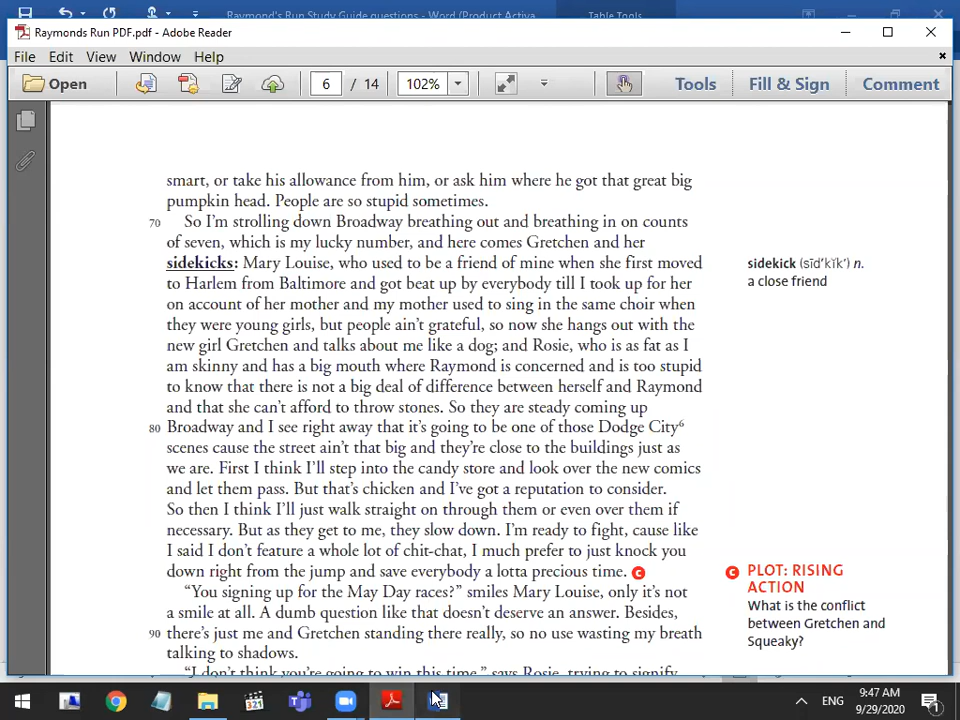 Raymond's Run Study Guide questions - Word (Product Activa
Table Tools
Raymonds Run PDF.pdf - Adobe Reader
File Edit View Window Help
Open 6 / 14 102% Tools Fill & Sign Comment
smart, or take his allowance from him, or ask him where he got that great big
pumpkin head. People are so stupid sometimes.
70 So I'm strolling down Broadway breathing out and breathing in on counts
of seven, which is my lucky number, and here comes Gretchen and her
sidekicks: Mary Louise, who used to be a friend of mine when she first moved
to Harlem from Baltimore and got beat up by everybody till I took up for her
on account of her mother and my mother used to sing in the same choir when
they were young girls, but people ain't grateful, so now she hangs out with the
new girl Gretchen and talks about me like a dog; and Rosie, who is as fat as I
am skinny and has a big mouth where Raymond is concerned and is too stupid
to know that there is not a big deal of difference between herself and Raymond
and that she can't afford to throw stones. So they are steady coming up
80 Broadway and I see right away that it's going to be one of those Dodge City⁶
scenes cause the street ain't that big and they're close to the buildings just as
we are. First I think I'll step into the candy store and look over the new comics
and let them pass. But that's chicken and I've got a reputation to consider.
So then I think I'll just walk straight on through them or even over them if
necessary. But as they get to me, they slow down. I'm ready to fight, cause like
I said I don't feature a whole lot of chit-chat, I much prefer to just knock you
down right from the jump and save everybody a lotta precious time. C
"You signing up for the May Day races?" smiles Mary Louise, only it's not
a smile at all. A dumb question like that doesn't deserve an answer. Besides,
90 there's just me and Gretchen standing there really, so no use wasting my breath
talking to shadows.
"I don't think you're going to win this time," says Rosie, trying to signify
sidekick (sīd'kĭk') n.
a close friend
C PLOT: RISING
ACTION
What is the conflict
between Gretchen and
Squeaky?
321
ENG
9:47 AM
9/29/2020
1